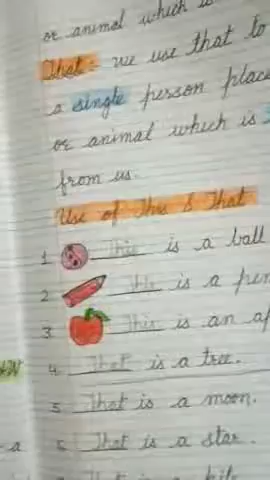 or animal which is
That :- we use that to
a single person place
or animal which is
from us.
Use of This & That
1 This is a ball
2 This is a pen
3 This is an ap
4. That is a tree.
5 That is a moon.
6 That is a star.